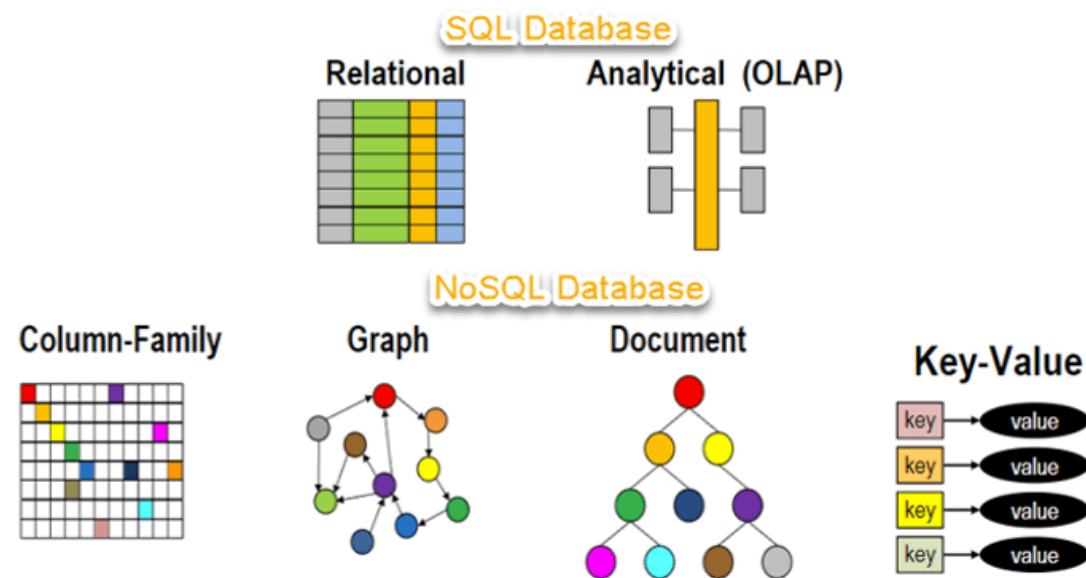 SQL Database
Relational
Analytical (OLAP)
NoSQL Database
Column-Family
Graph
Document
Key-Value
key
value
key
value
key
value
key
value